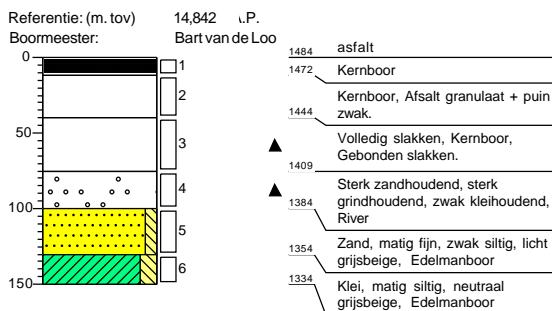 Referentie: (m. tov) 14,842 .P.
Boormeester: Bart van de Loo
0
50
100
150
1
2
3
4
5
6
1484 asfalt
1472 Kernboor
Kernboor, Afsalt granulaat + puin
1444 zwak.
Volledig slakken, Kernboor,
1409 Gebonden slakken.
Sterk zandhoudend, sterk
1384 grindhoudend, zwak kleihoudend,
River
1354 Zand, matig fijn, zwak siltig, licht
grijsbeige, Edelmanboor
1334 Klei, matig siltig, neutraal
grijsbeige, Edelmanboor